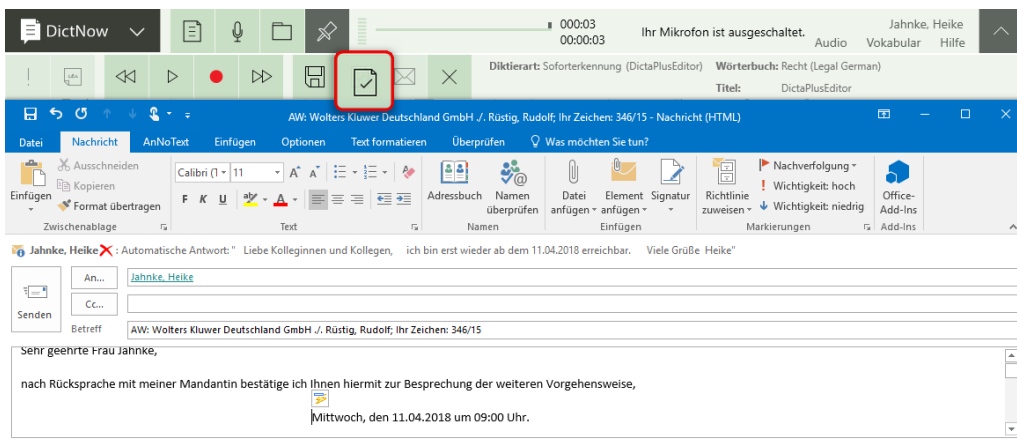 DictNow
000:03
00:00:03
Ihr Mikrofon ist ausgeschaltet.
Audio
Jahnke, Heike
Vokabular Hilfe
Diktierart: Soforterkennung (DictaPlusEditor)
Wörterbuch: Recht (Legal German)
Titel: DictaPlusEditor
AW: Wolters Kluwer Deutschland GmbH ./. Rüstig, Rudolf; Ihr Zeichen: 346/15 - Nachricht (HTML)
Datei Nachricht AnNoText Einfügen Optionen Text formatieren Überprüfen Was möchten Sie tun?
Einfügen
Ausschneiden
Kopieren
Format übertragen
Zwischenablage
Calibri (T 11
F K U
Text
Adressbuch
Namen
überprüfen
Namen
Datei
anfügen
Element
anfügen
Signatur
Einfügen
Richtlinie
zuweisen
Nachverfolgung
Wichtigkeit: hoch
Wichtigkeit: niedrig
Markierungen
Office-
Add-Ins
Add-Ins
Jahnke, Heike : Automatische Antwort: " Liebe Kolleginnen und Kollegen, ich bin erst wieder ab dem 11.04.2018 erreichbar. Viele Grüße Heike"
Senden
An...
Jahnke, Heike
Cc...
Betreff
AW: Wolters Kluwer Deutschland GmbH ./. Rüstig, Rudolf; Ihr Zeichen: 346/15
Sehr geehrte Frau Jahnke,
nach Rücksprache mit meiner Mandantin bestätige ich Ihnen hiermit zur Besprechung der weiteren Vorgehensweise,
Mittwoch, den 11.04.2018 um 09:00 Uhr.